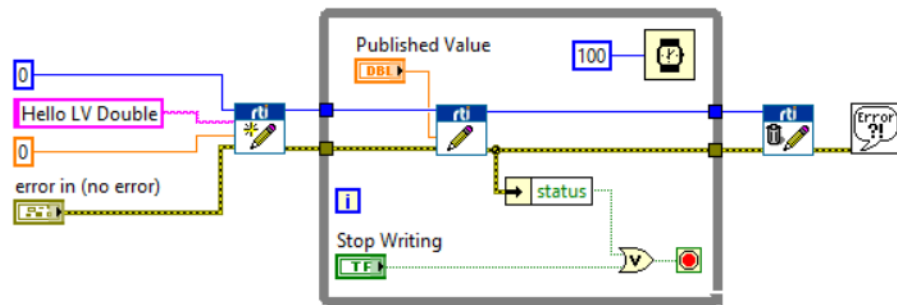 Published Value
DBL
100
0
Hello LV Double
0
error in (no error)
rti
rti
rti
Error
?!
status
i
Stop Writing
TF
V